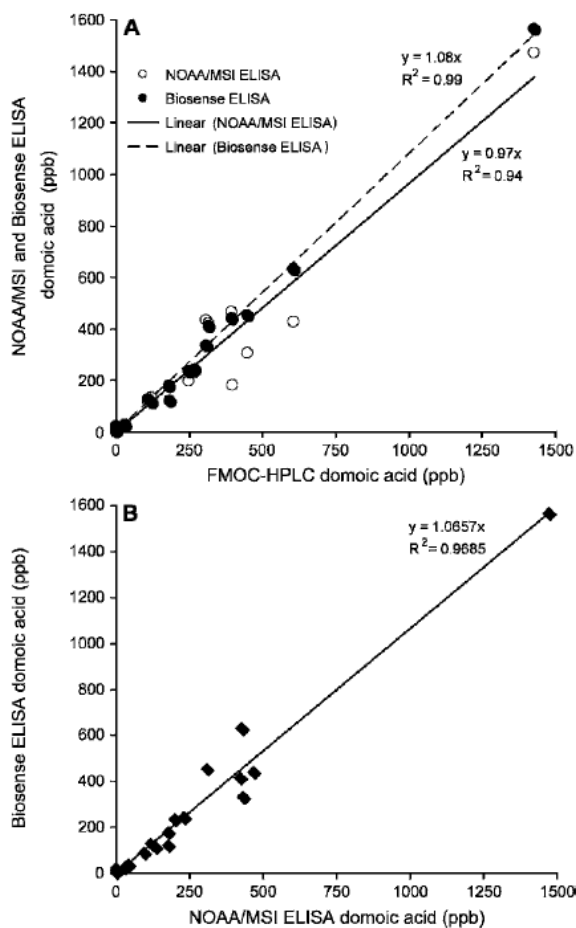 A
1600
1400
1200
1000
800
600
400
200
0
NOAA/MSI and Biosense ELISA
domoic acid (ppb)
NOAA/MSI ELISA
Biosense ELISA
Linear (NOAA/MSI ELISA)
Linear (Biosense ELISA)
y = 1.08x
R² = 0.99
y = 0.97x
R² = 0.94
0 250 500 750 1000 1250 1500
FMOC-HPLC domoic acid (ppb)
B
1600
1400
1200
1000
800
600
400
200
0
Biosense ELISA domoic acid (ppb)
y = 1.0657x
R² = 0.9685
0 250 500 750 1000 1250 1500
NOAA/MSI ELISA domoic acid (ppb)